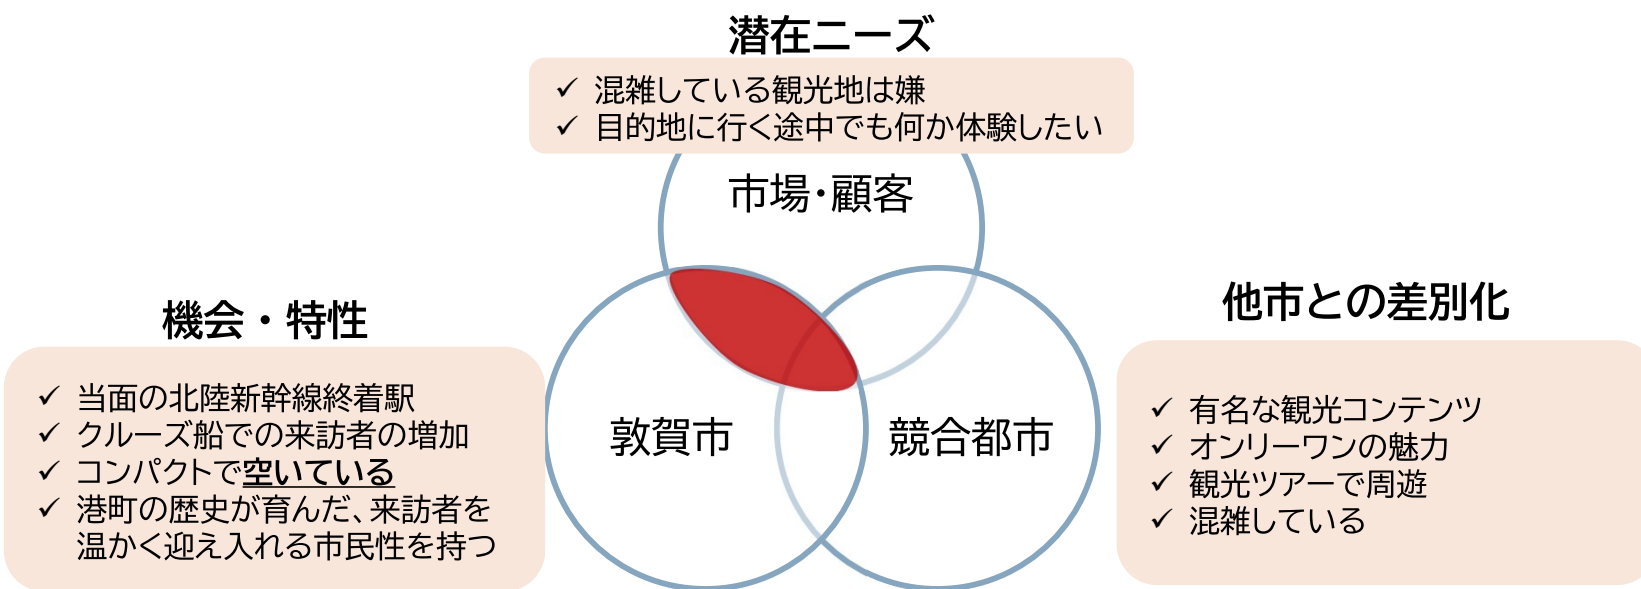 潜在ニーズ
✓ 混雑している観光地は嫌
✓ 目的地に行く途中でも何か体験したい
市場・顧客
機会・特性
✓ 当面の北陸新幹線終着駅
✓ クルーズ船での来訪者の増加
✓ コンパクトで空いている
✓ 港町の歴史が育んだ、来訪者を
温かく迎え入れる市民性を持つ
敦賀市
競合都市
他市との差別化
✓ 有名な観光コンテンツ
✓ オンリーワンの魅力
✓ 観光ツアーで周遊
✓ 混雑している